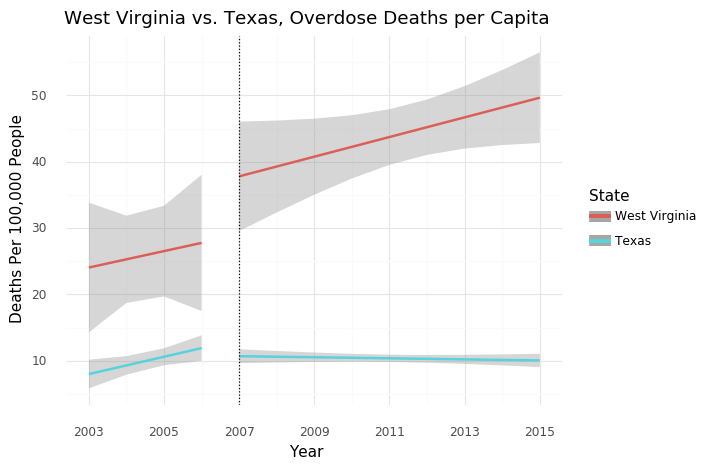 West Virginia vs. Texas, Overdose Deaths per Capita
Deaths Per 100,000 People
50
40
30
20
10
2003 2005 2007 2009 2011 2013 2015
Year
State
West Virginia
Texas